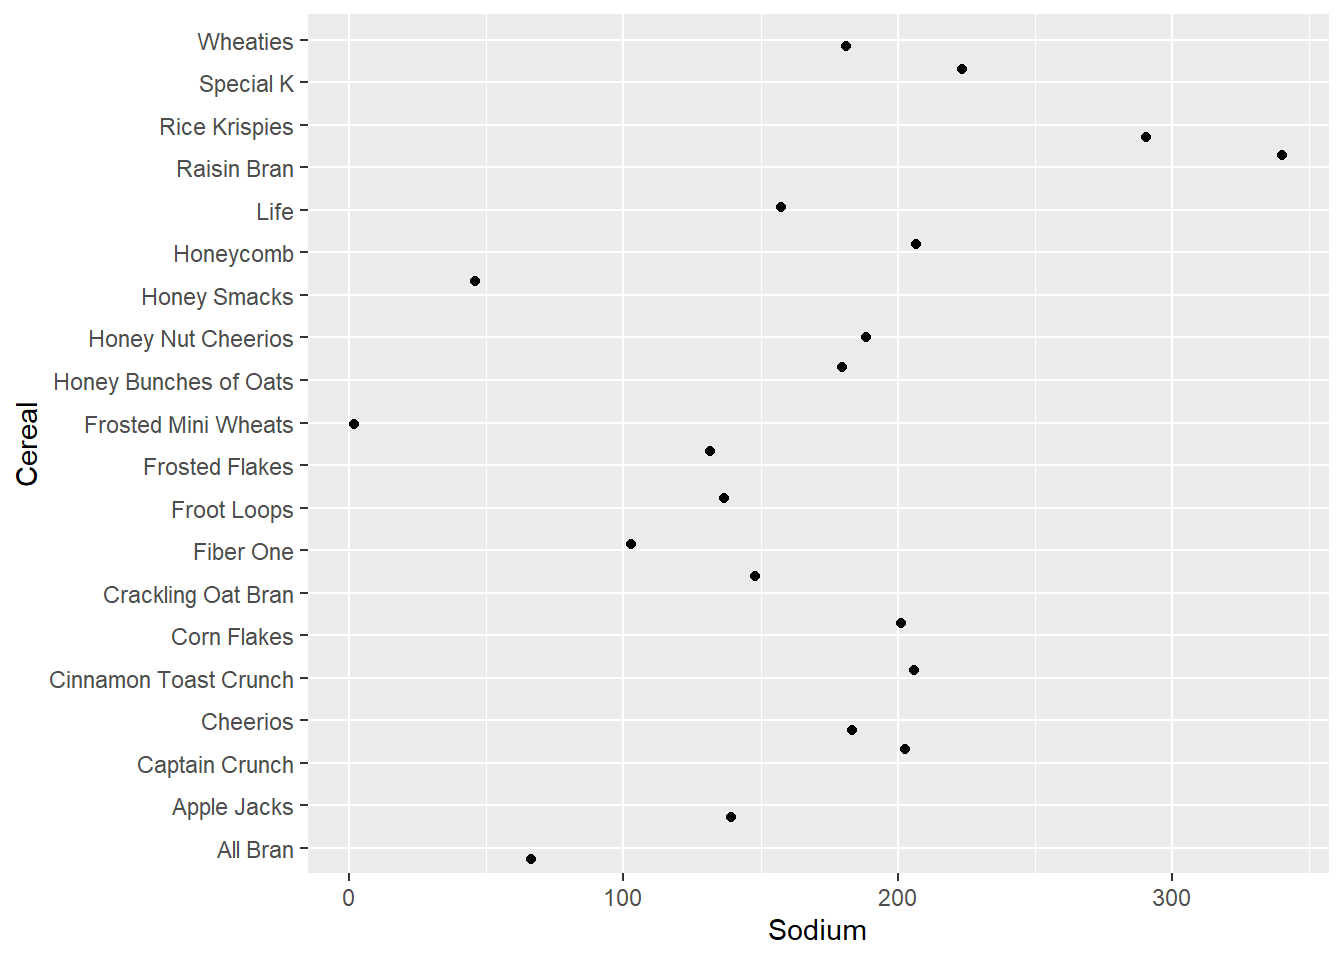 Wheaties
Special K
Rice Krispies
Raisin Bran
Life
Honeycomb
Honey Smacks
Honey Nut Cheerios
Honey Bunches of Oats
Frosted Mini Wheats
Frosted Flakes
Froot Loops
Fiber One
Crackling Oat Bran
Corn Flakes
Cinnamon Toast Crunch
Cheerios
Captain Crunch
Apple Jacks
All Bran
Cereal
0 100 200 300
Sodium